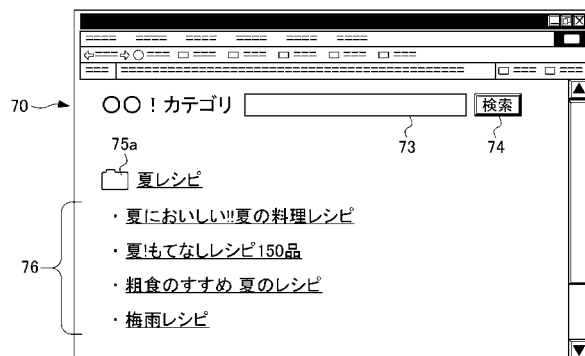 70
○○！カテゴリ
検索
73
74
75a
夏レシピ
76
・夏においしい!!夏の料理レシピ
・夏!もてなしレシピ150品
・粗食のすすめ 夏のレシピ
・梅雨レシピ